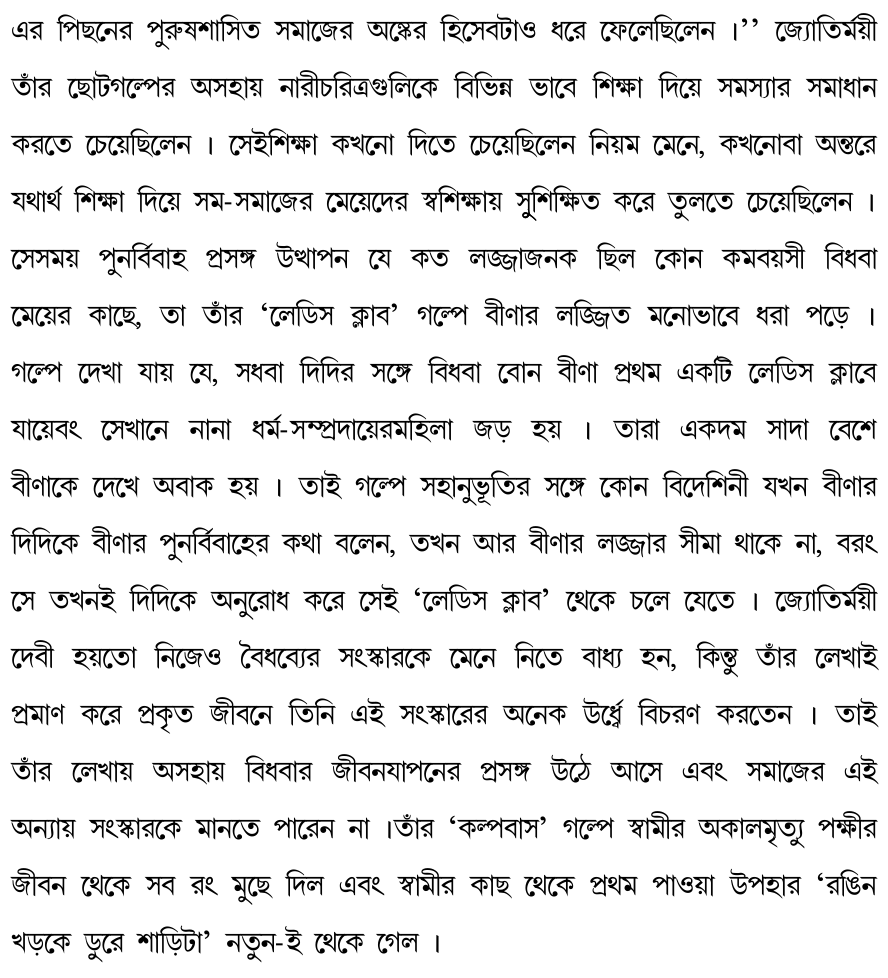 এর পিছনের পুরুষশাসিত সমাজের অঙ্কের হিসেবটাও ধরে ফেলেছিলেন ।’’ জ্যোতির্ময়ী
তাঁর ছোটগল্পের অসহায় নারীচরিত্রগুলিকে বিভিন্ন ভাবে শিক্ষা দিয়ে সমস্যার সমাধান
করতে চেয়েছিলেন । সেইশিক্ষা কখনো দিতে চেয়েছিলেন নিয়ম মেনে, কখনোবা অন্তরে
যথার্থ শিক্ষা দিয়ে সম-সমাজের মেয়েদের স্বশিক্ষায় সুশিক্ষিত করে তুলতে চেয়েছিলেন ।
সেসময় পুনর্বিবাহ প্রসঙ্গ উত্থাপন যে কত লজ্জাজনক ছিল কোন কমবয়সী বিধবা
মেয়ের কাছে, তা তাঁর ‘লেডিস ক্লাব’ গল্পে বীণার লজ্জিত মনোভাবে ধরা পড়ে ।
গল্পে দেখা যায় যে, সধবা দিদির সঙ্গে বিধবা বোন বীণা প্রথম একটি লেডিস ক্লাবে
যায়েবং সেখানে নানা ধর্ম-সম্প্রদায়েরমহিলা জড় হয় । তারা একদম সাদা বেশে
বীণাকে দেখে অবাক হয় । তাই গল্পে সহানুভূতির সঙ্গে কোন বিদেশিনী যখন বীণার
দিদিকে বীণার পুনর্বিবাহের কথা বলেন, তখন আর বীণার লজ্জার সীমা থাকে না, বরং
সে তখনই দিদিকে অনুরোধ করে সেই ‘লেডিস ক্লাব’ থেকে চলে যেতে । জ্যোতির্ময়ী
দেবী হয়তো নিজেও বৈধব্যের সংস্কারকে মেনে নিতে বাধ্য হন, কিন্তু তাঁর লেখাই
প্রমাণ করে প্রকৃত জীবনে তিনি এই সংস্কারের অনেক উর্ধ্বে বিচরণ করতেন । তাই
তাঁর লেখায় অসহায় বিধবার জীবনযাপনের প্রসঙ্গ উঠে আসে এবং সমাজের এই
অন্যায় সংস্কারকে মানতে পারেন না ।তাঁর ‘কল্পবাস’ গল্পে স্বামীর অকালমৃত্যু পক্ষীর
জীবন থেকে সব রং মুছে দিল এবং স্বামীর কাছ থেকে প্রথম পাওয়া উপহার ‘রঙিন
খড়কে ডুরে শাড়িটা’ নতুন-ই থেকে গেল ।